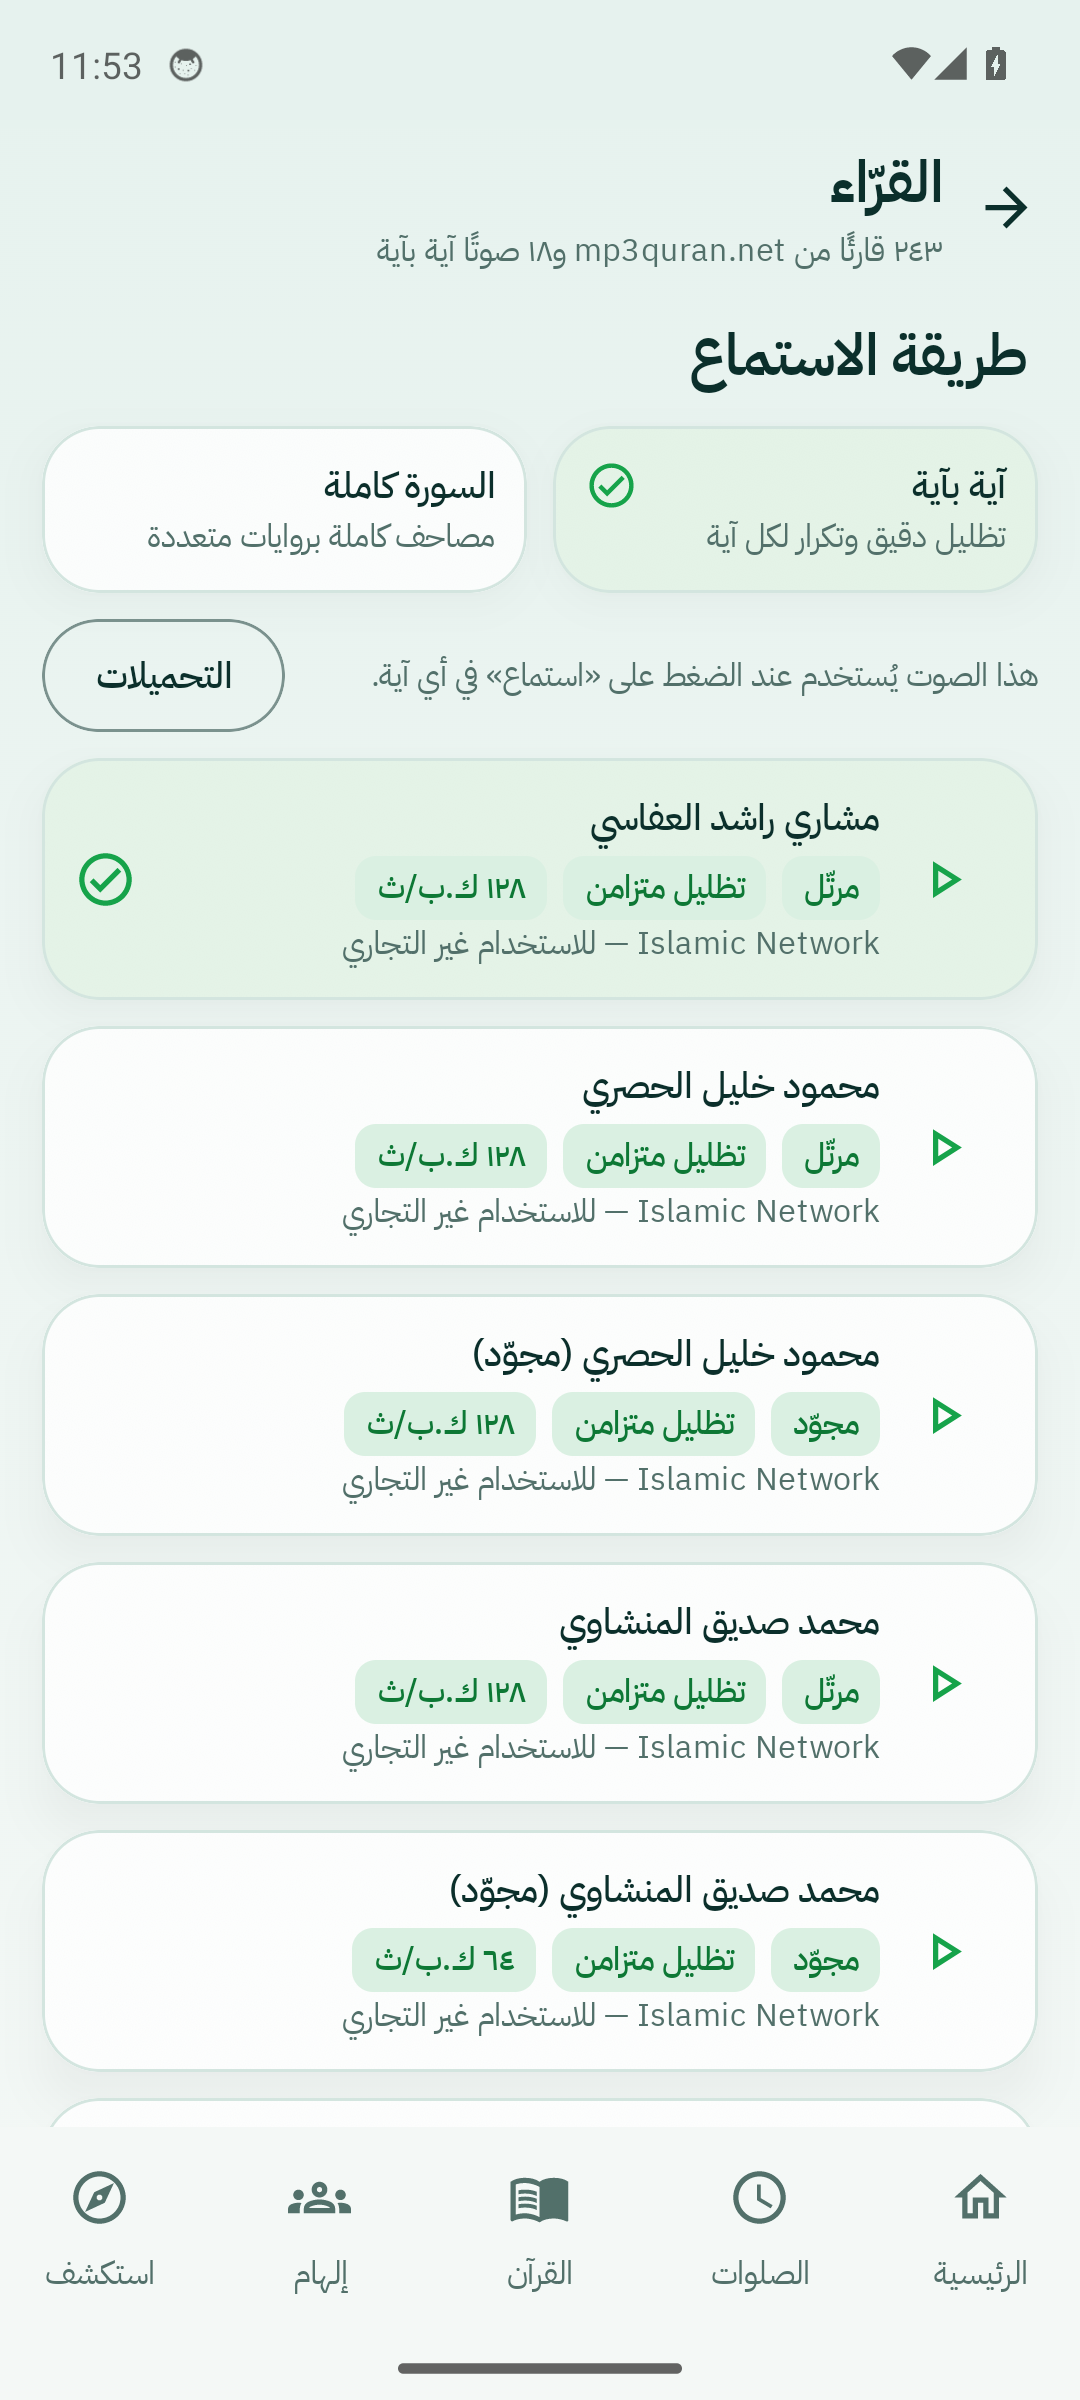 11:53
القرّاء
٢٤٣ قارئًا من mp3quran.net و١٨ صوتًا آية بآية
طريقة الاستماع
آية بآية
تظليل دقيق وتكرار لكل آية
السورة كاملة
مصاحف كاملة بروايات متعددة
هذا الصوت يُستخدم عند الضغط على «استماع» في أي آية.
التحميلات
مشاري راشد العفاسي
مرتّل تظليل متزامن ١٢٨ ك.ب/ث
Islamic Network — للاستخدام غير التجاري
محمود خليل الحصري
مرتّل تظليل متزامن ١٢٨ ك.ب/ث
Islamic Network — للاستخدام غير التجاري
محمود خليل الحصري (مجوّد)
مجوّد تظليل متزامن ١٢٨ ك.ب/ث
Islamic Network — للاستخدام غير التجاري
محمد صديق المنشاوي
مرتّل تظليل متزامن ١٢٨ ك.ب/ث
Islamic Network — للاستخدام غير التجاري
محمد صديق المنشاوي (مجوّد)
مجوّد تظليل متزامن ٦٤ ك.ب/ث
Islamic Network — للاستخدام غير التجاري
الرئيسية الصلوات القرآن إلهام استكشف